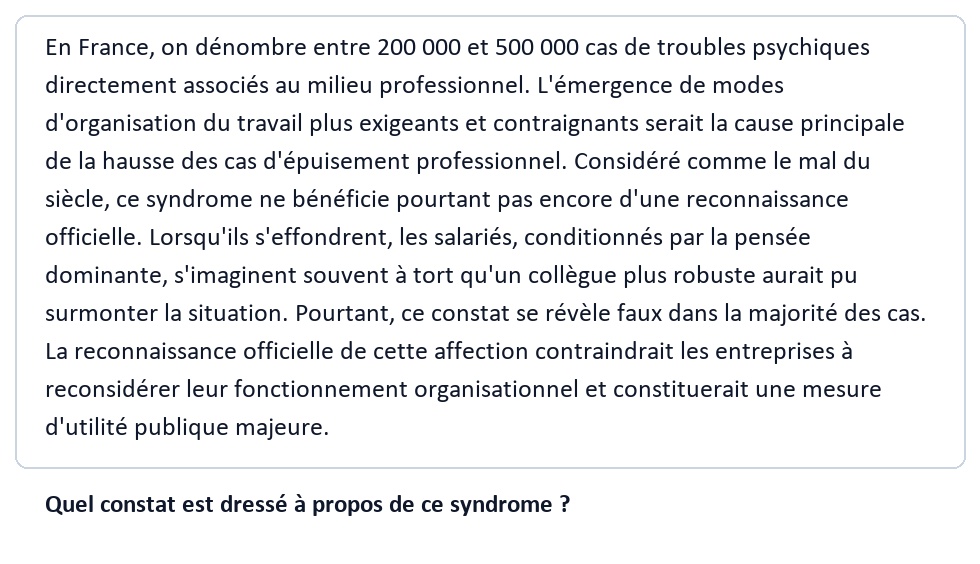 En France, on dénombre entre 200 000 et 500 000 cas de troubles psychiques
directement associés au milieu professionnel. L'émergence de modes
d'organisation du travail plus exigeants et contraignants serait la cause principale
de la hausse des cas d'épuisement professionnel. Considéré comme le mal du
siècle, ce syndrome ne bénéficie pourtant pas encore d'une reconnaissance
officielle. Lorsqu'ils s'effondrent, les salariés, conditionnés par la pensée
dominante, s'imaginent souvent à tort qu'un collègue plus robuste aurait pu
surmonter la situation. Pourtant, ce constat se révèle faux dans la majorité des cas.
La reconnaissance officielle de cette affection contraindrait les entreprises à
reconsidérer leur fonctionnement organisationnel et constituerait une mesure
d'utilité publique majeure.
Quel constat est dressé à propos de ce syndrome ?